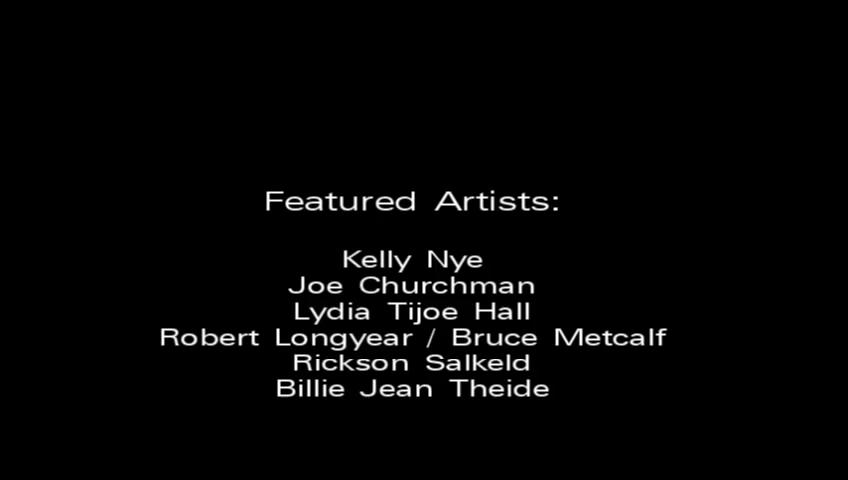 Featured Artists:
Kelly Nye
Joe Churchman
Lydia Tijoe Hall
Robert Longyear / Bruce Metcalf
Rickson Salkeld
Billie Jean Theide